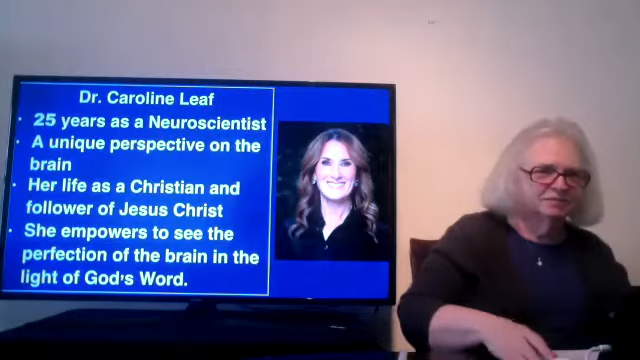 Dr. Caroline Leaf
• 25 years as a Neuroscientist
• A unique perspective on the
brain
• Her life as a Christian and
follower of Jesus Christ
• She empowers to see the
perfection of the brain in the
light of God's Word.